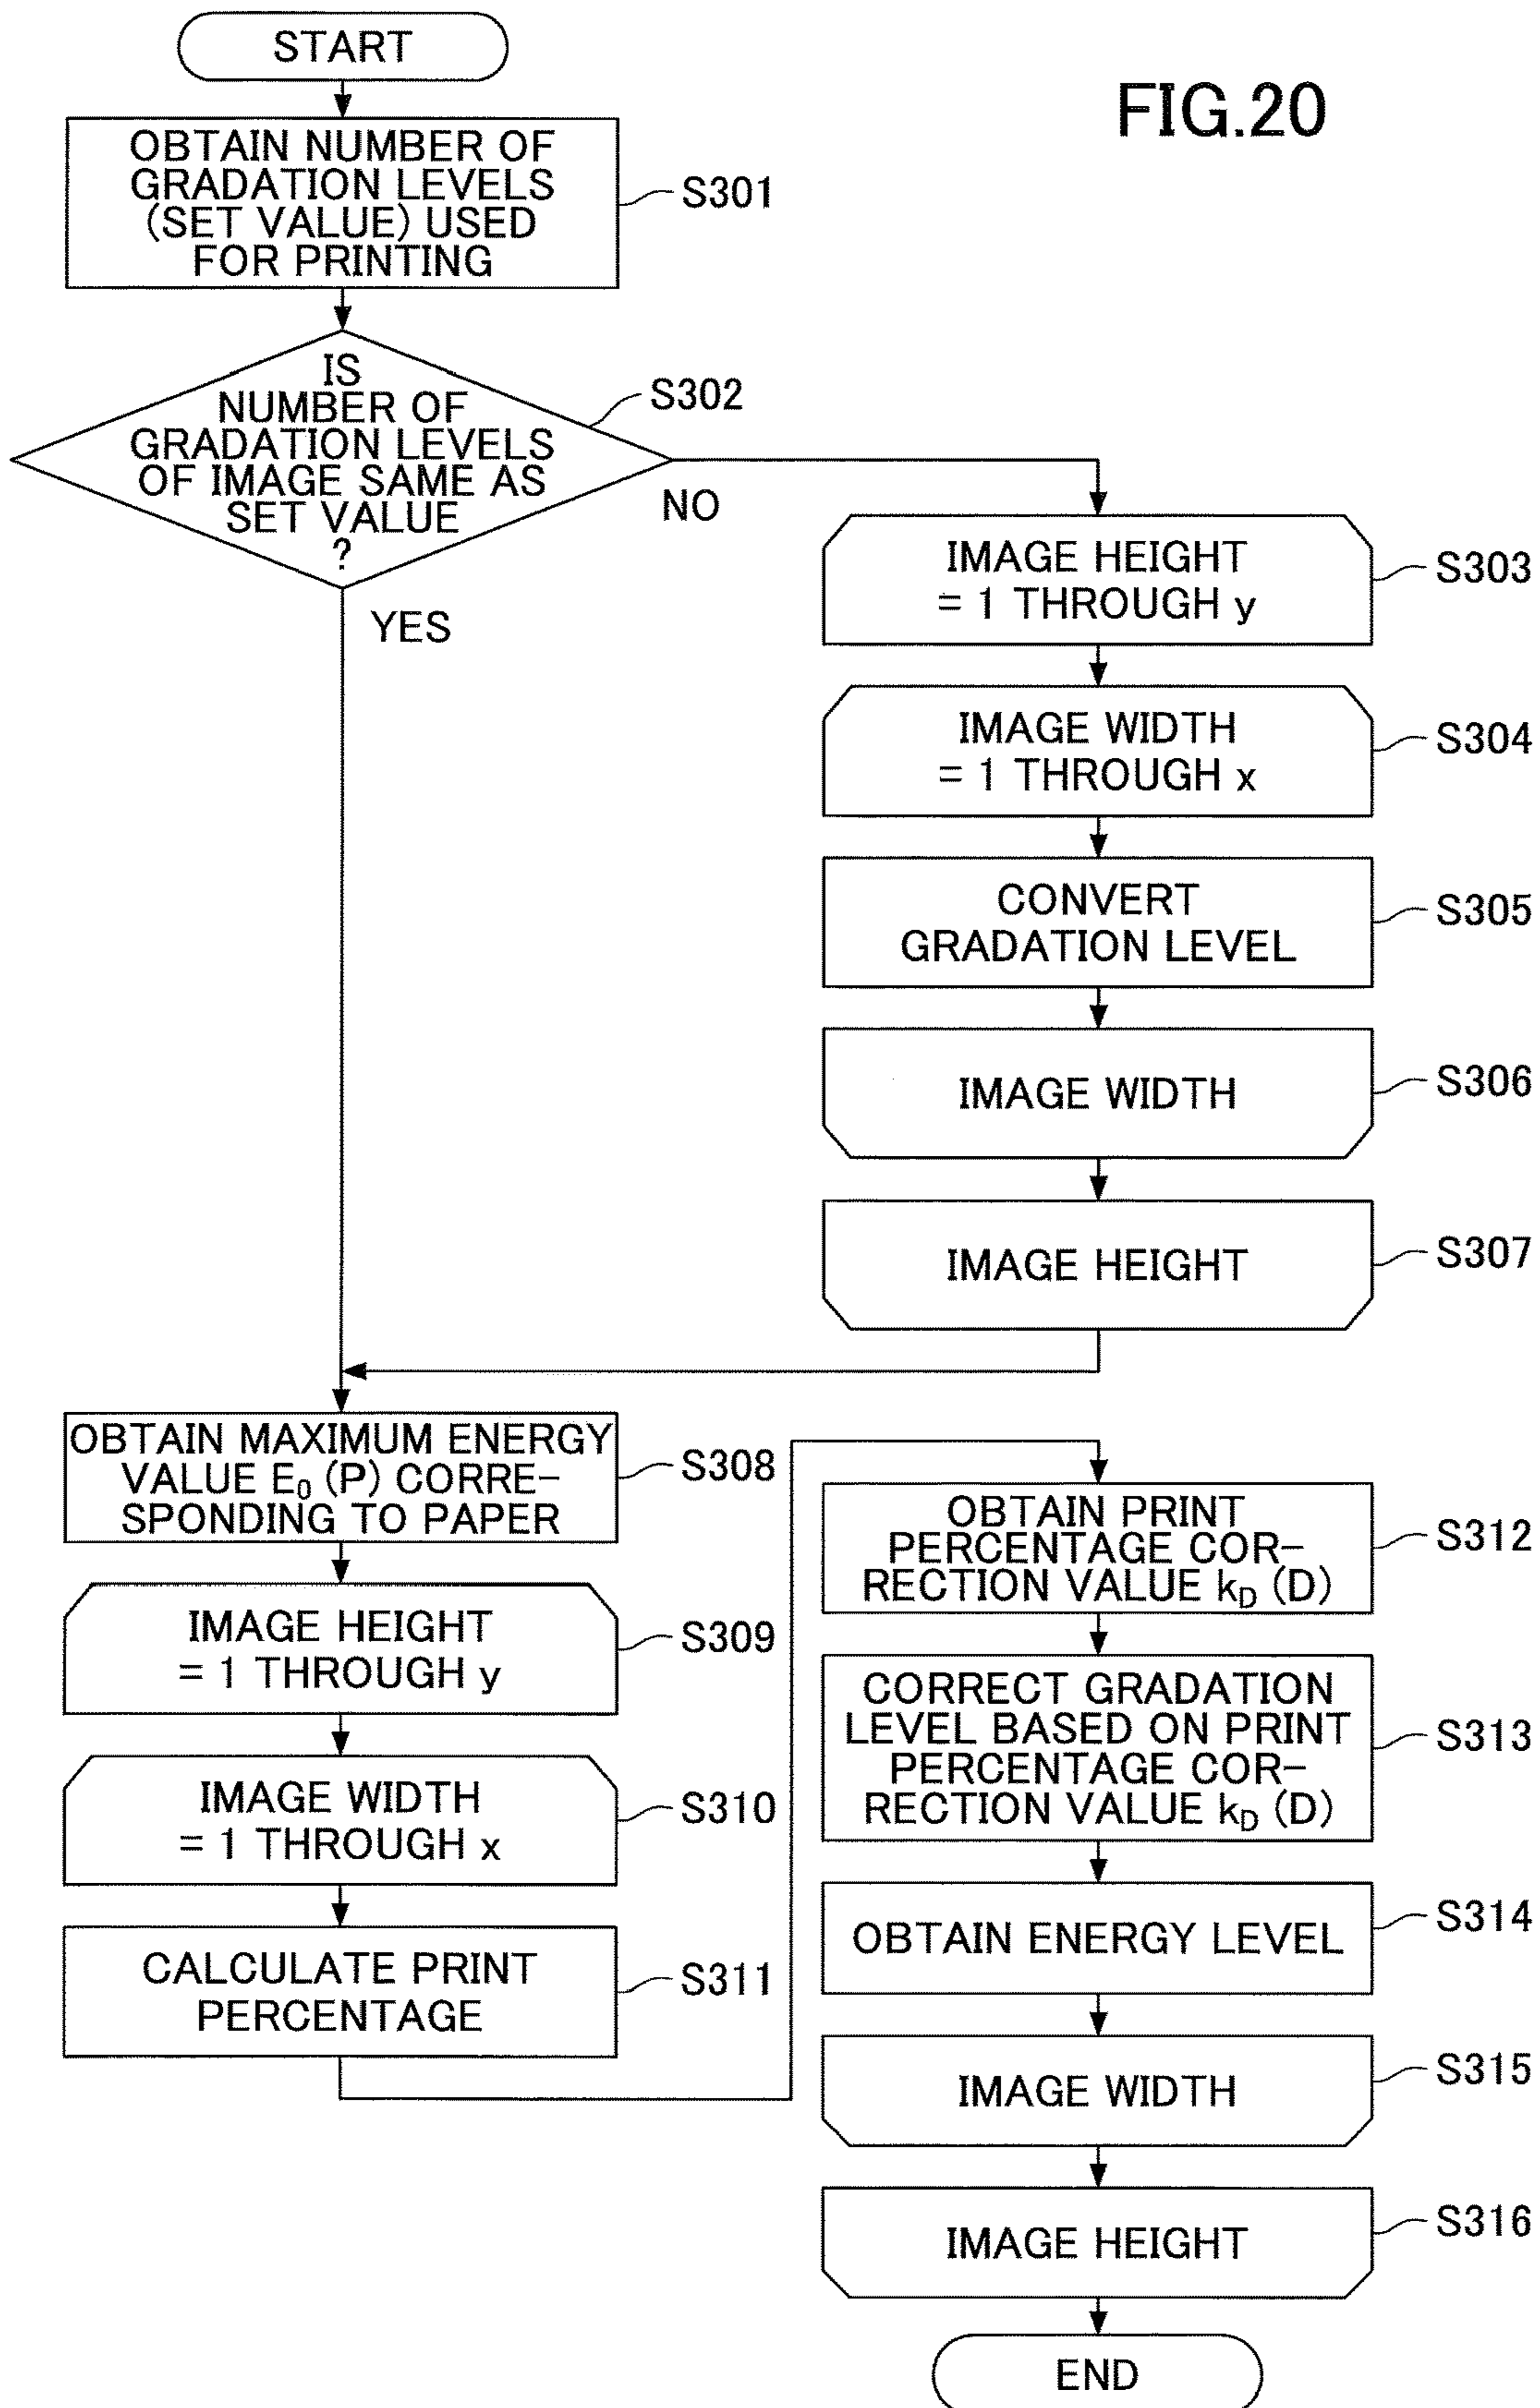 START
FIG.20
OBTAIN NUMBER OF
GRADATION LEVELS
(SET VALUE) USED
FOR PRINTING
S301
IS
NUMBER OF
GRADATION LEVELS
OF IMAGE SAME AS
SET VALUE
?
S302
NO
YES
IMAGE HEIGHT
= 1 THROUGH y
S303
IMAGE WIDTH
= 1 THROUGH x
S304
CONVERT
GRADATION LEVEL
S305
IMAGE WIDTH
S306
IMAGE HEIGHT
S307
OBTAIN MAXIMUM ENERGY
VALUE E₀ (P) CORRE-
SPONDING TO PAPER
S308
IMAGE HEIGHT
= 1 THROUGH y
S309
IMAGE WIDTH
= 1 THROUGH x
S310
CALCULATE PRINT
PERCENTAGE
S311
OBTAIN PRINT
PERCENTAGE COR-
RECTION VALUE k_D (D)
S312
CORRECT GRADATION
LEVEL BASED ON PRINT
PERCENTAGE COR-
RECTION VALUE k_D (D)
S313
OBTAIN ENERGY LEVEL
S314
IMAGE WIDTH
S315
IMAGE HEIGHT
S316
END